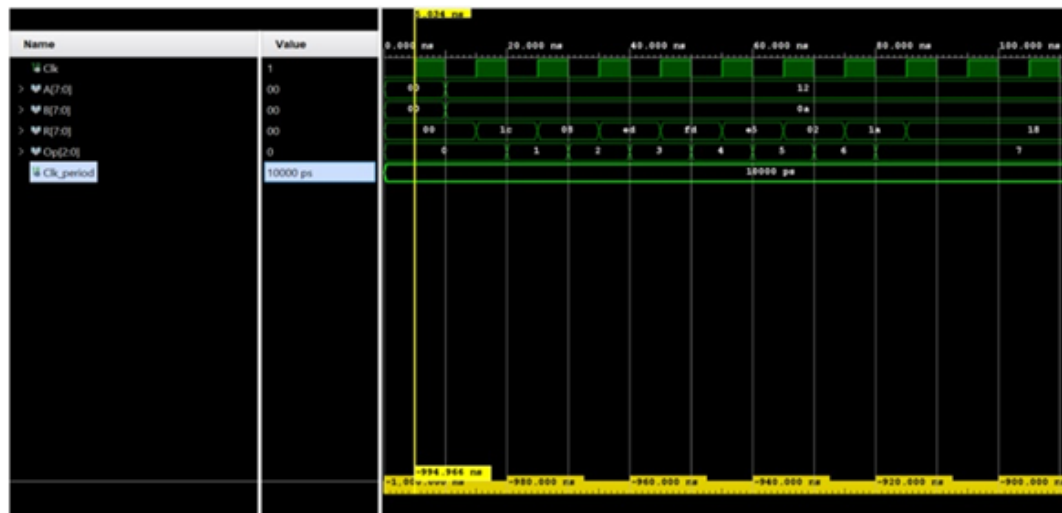 5.034 ns
Name Value 0.000 ns 20.000 ns 40.000 ns 60.000 ns 80.000 ns 100.000 ns
Clk 1
A[7:0] 00 00 12
B[7:0] 00 00 0a
R[7:0] 00 00 1c 08 ed fd e5 02 1a 18
Op[2:0] 0 0 1 2 3 4 5 6 7
Clk_period 10000 ps 10000 ps
-994.966 ns
-980.000 ns -960.000 ns -940.000 ns -920.000 ns -900.000 ns